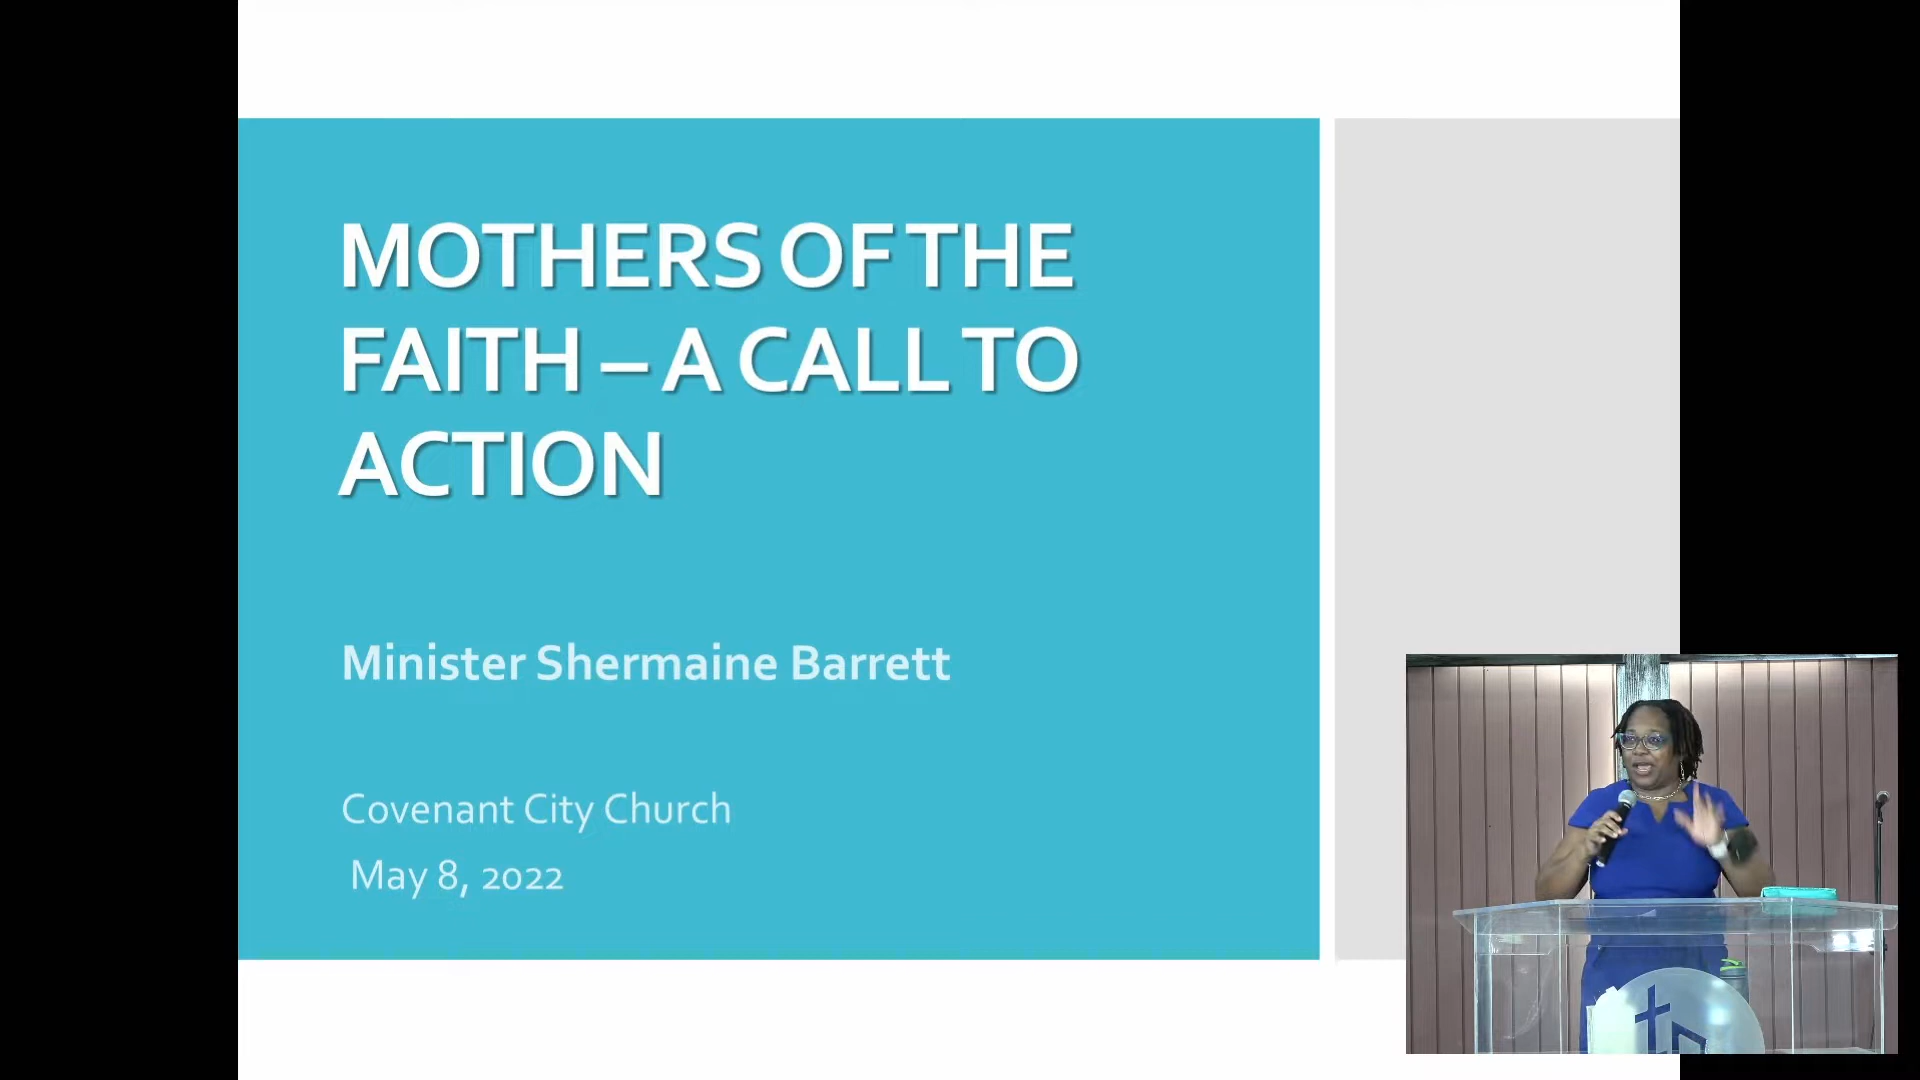 MOTHERS OF THE
FAITH – A CALL TO
ACTION
Minister Shermaine Barrett
Covenant City Church
May 8, 2022